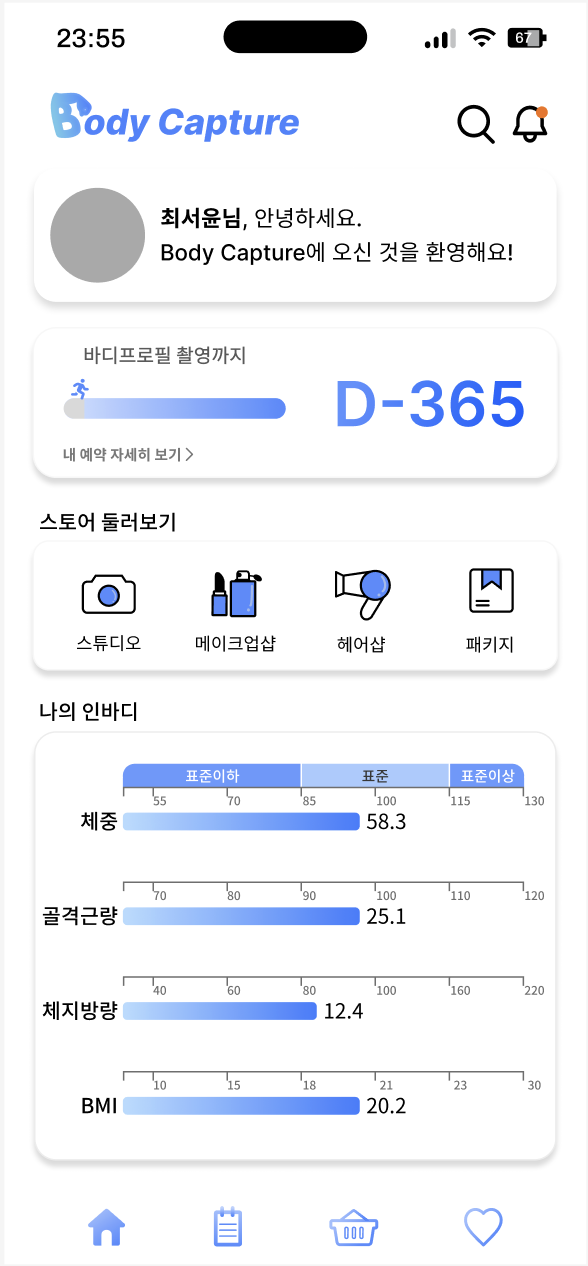 23:55
67
Body Capture
최서윤님, 안녕하세요.
Body Capture에 오신 것을 환영해요!
바디프로필 촬영까지
D-365
내 예약 자세히 보기 >
스토어 둘러보기
스튜디오 메이크업샵 헤어샵 패키지
나의 인바디
표준이하 표준 표준이상
55 70 85 100 115 130
체중 58.3
70 80 90 100 110 120
골격근량 25.1
40 60 80 100 160 220
체지방량 12.4
10 15 18 21 23 30
BMI 20.2